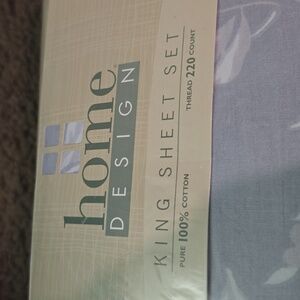 home
DESIGN
KING SHEET SET
PURE 100% COTTON THREAD 220 COUNT